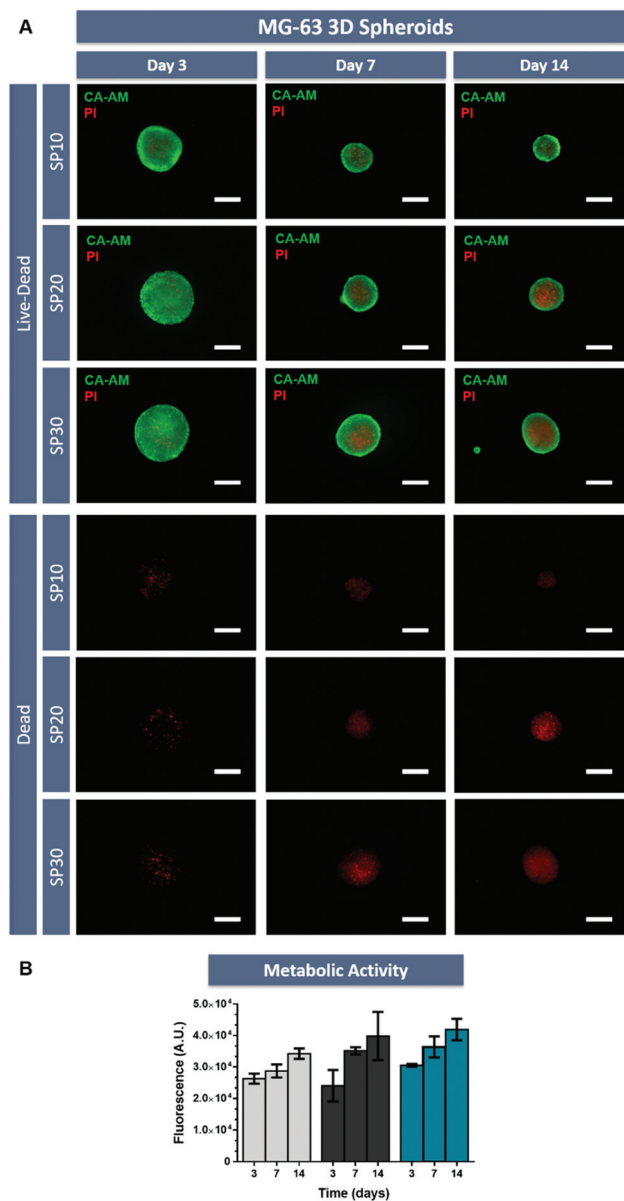 A
MG-63 3D Spheroids
Day 3
Day 7
Day 14
Live-Dead
SP10
CA-AM
PI
CA-AM
PI
CA-AM
PI
SP20
CA-AM
PI
CA-AM
PI
CA-AM
PI
SP30
CA-AM
PI
CA-AM
PI
CA-AM
PI
Dead
SP10
SP20
SP30
B
Metabolic Activity
Fluorescence (A.U.)
5.0×10⁴
4.0×10⁴
3.0×10⁴
2.0×10⁴
1.0×10⁴
0.0
3 7 14 3 7 14 3 7 14
Time (days)